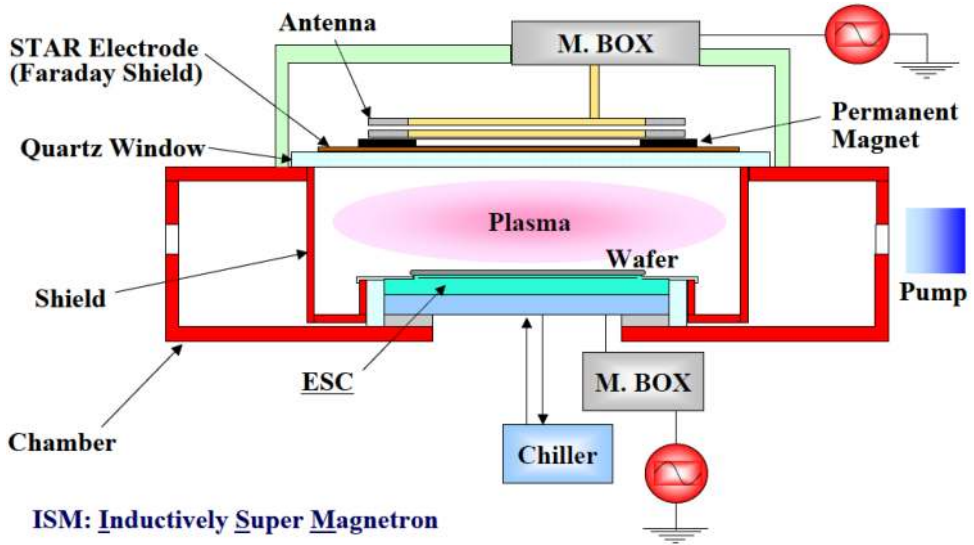 Antenna
M. BOX
STAR Electrode
(Faraday Shield)
Permanent
Magnet
Quartz Window
Plasma
Wafer
Shield
Pump
ESC
M. BOX
Chamber
Chiller
ISM: Inductively Super Magnetron